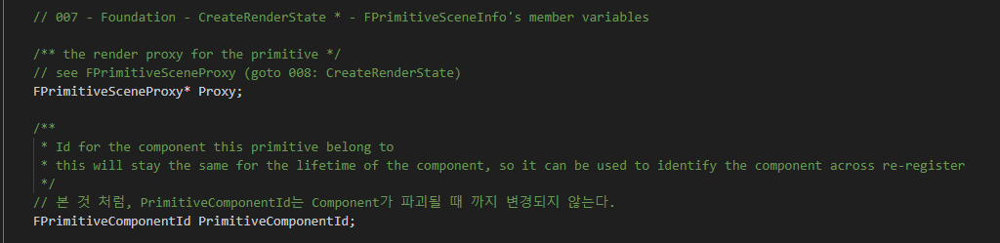 // 007 - Foundation - CreateRenderState * - FPrimitiveSceneInfo's member variables
/** the render proxy for the primitive */
// see FPrimitiveSceneProxy (goto 008: CreateRenderState)
FPrimitiveSceneProxy* Proxy;
/**
* Id for the component this primitive belong to
* this will stay the same for the lifetime of the component, so it can be used to identify the component across re-register
*/
// 본 것 처럼, PrimitiveComponentId는 Component가 파괴될 때 까지 변경되지 않는다.
FPrimitiveComponentId PrimitiveComponentId;